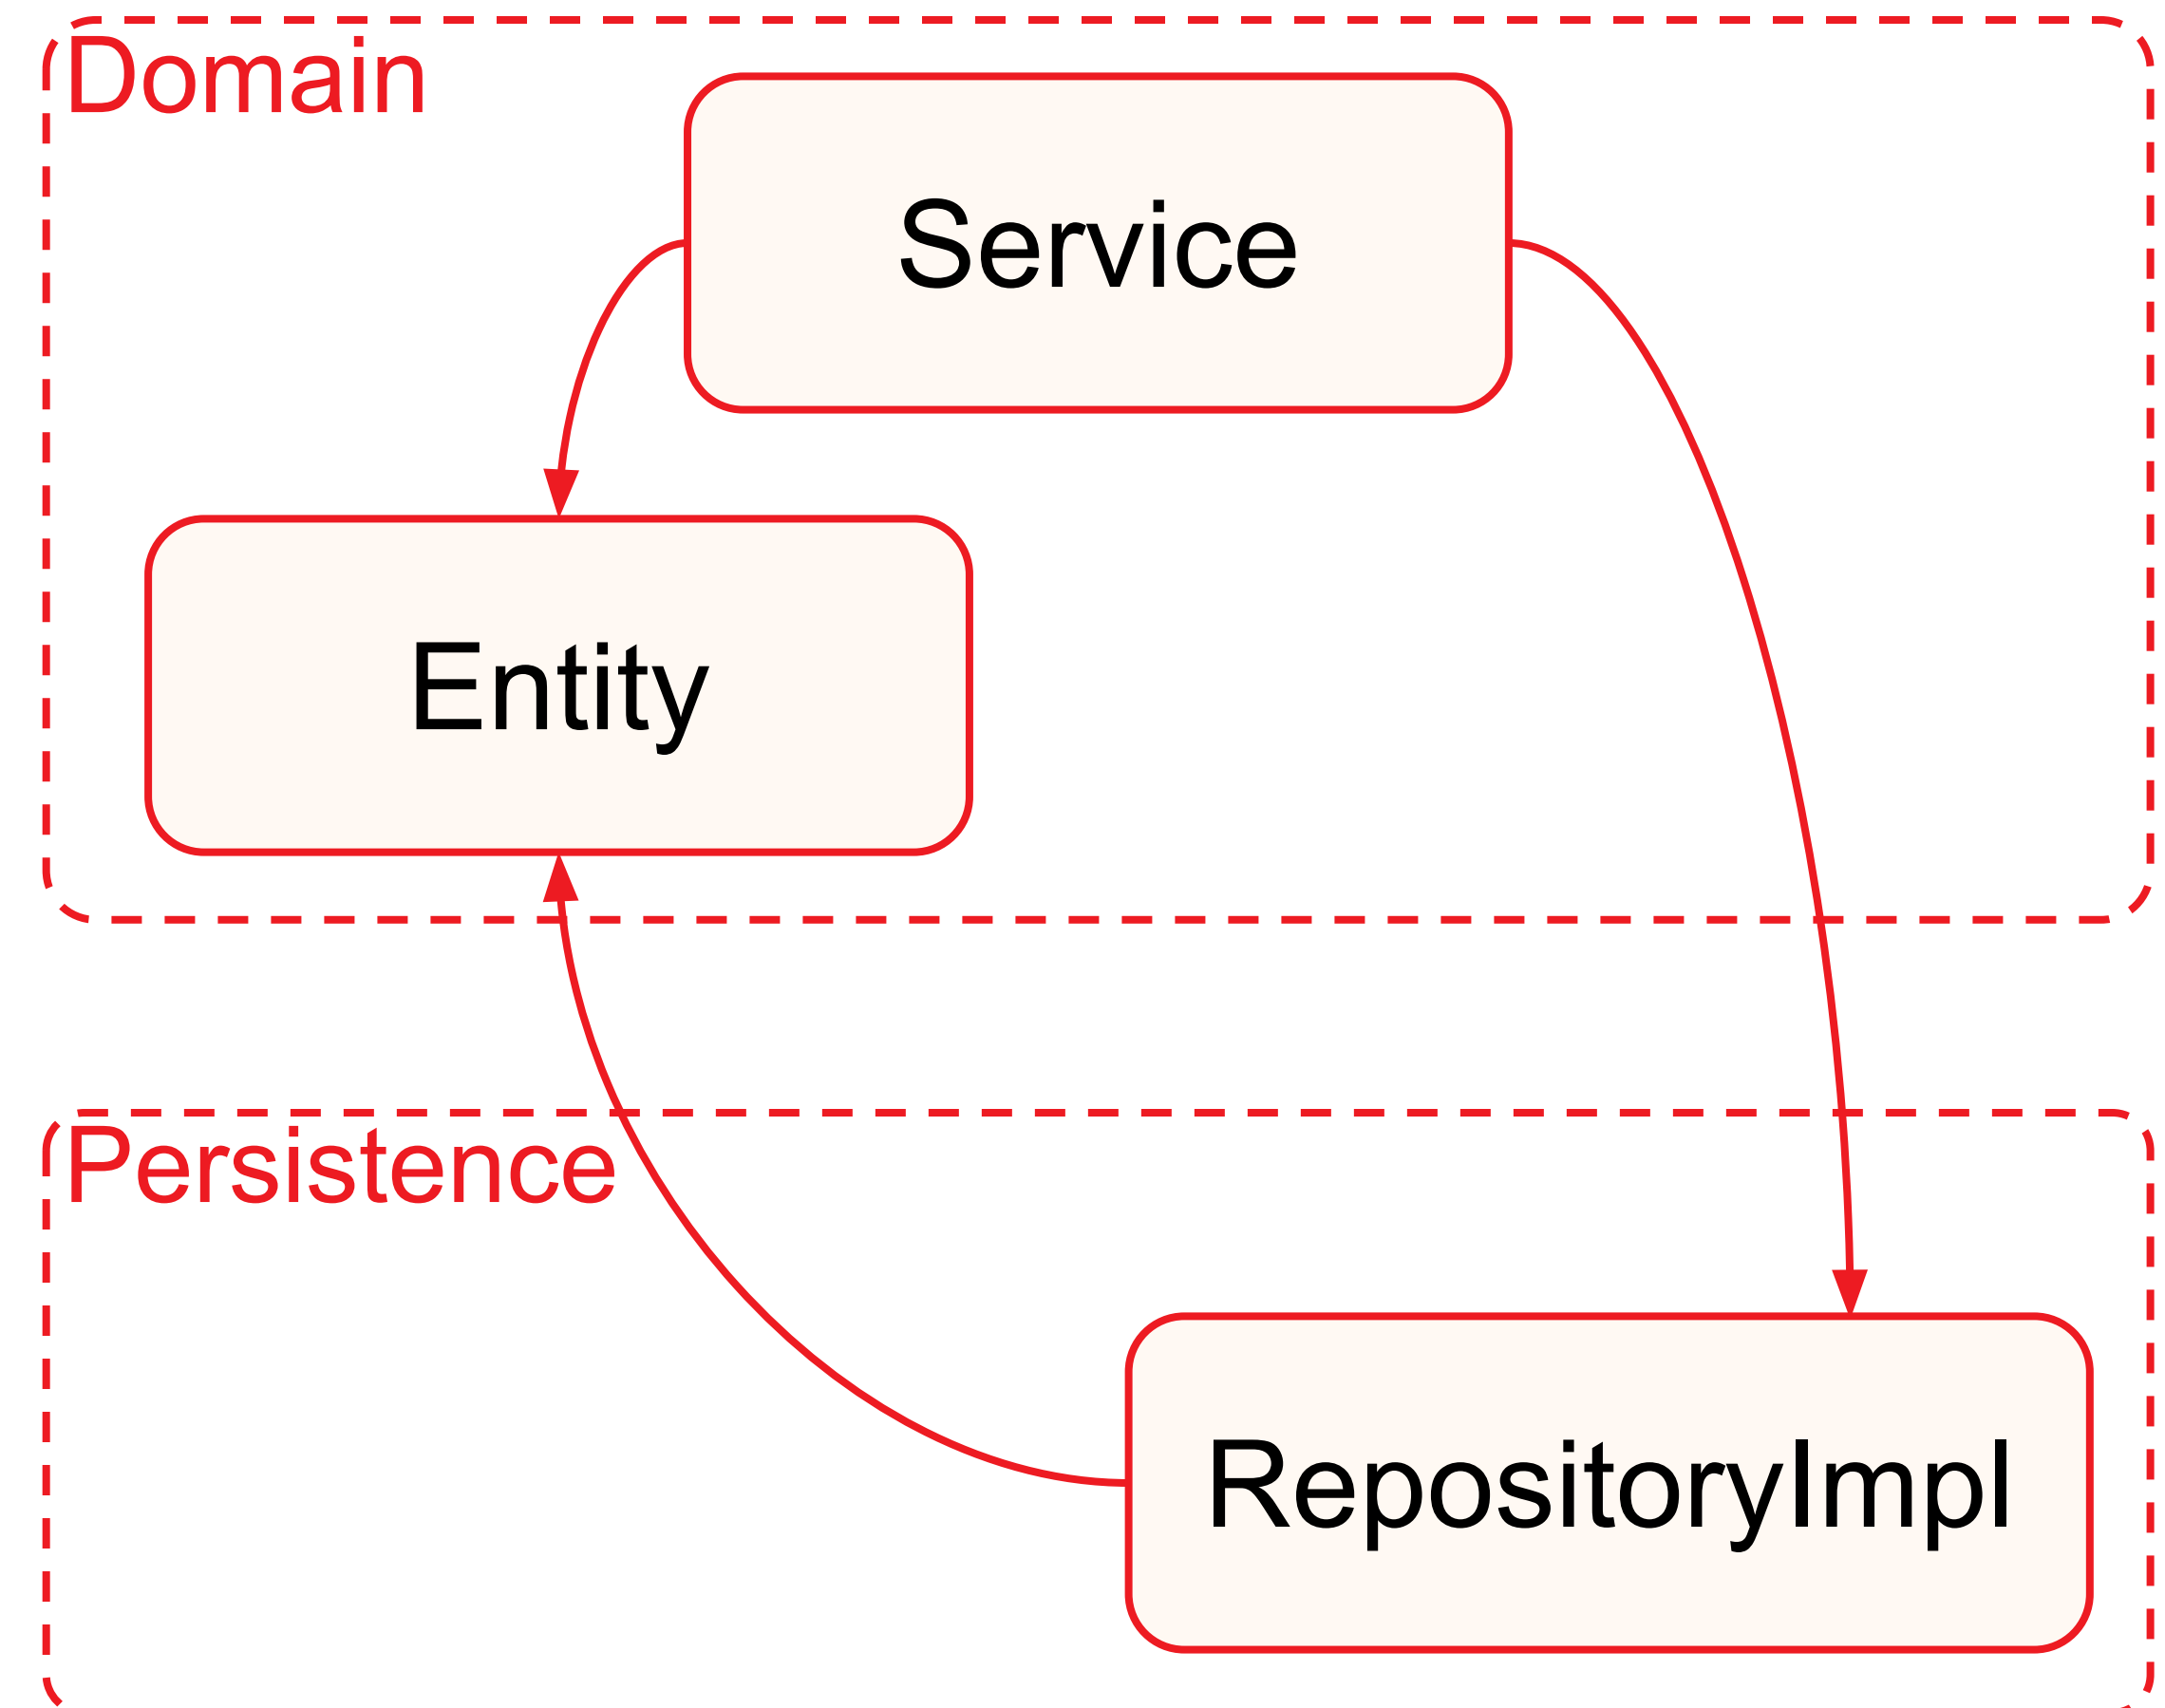 Domain
Service
Entity
Persistence
RepositoryImpl